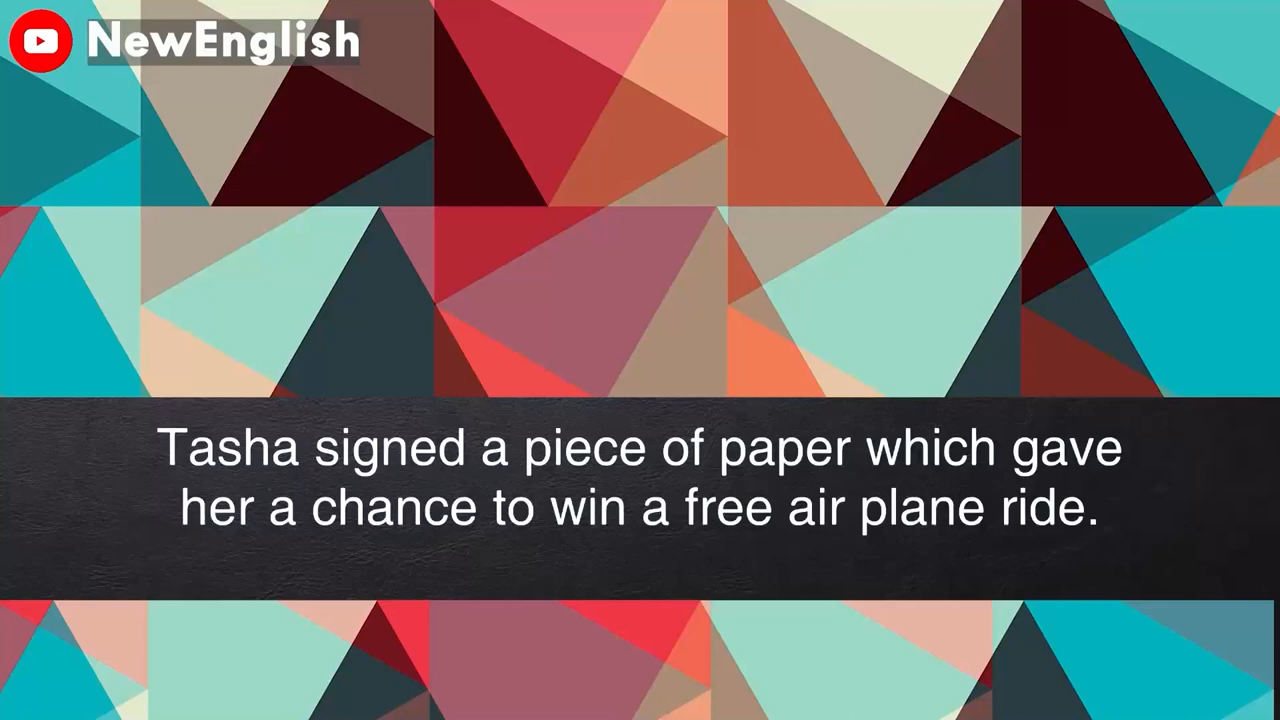 NewEnglish
Tasha signed a piece of paper which gave
her a chance to win a free air plane ride.